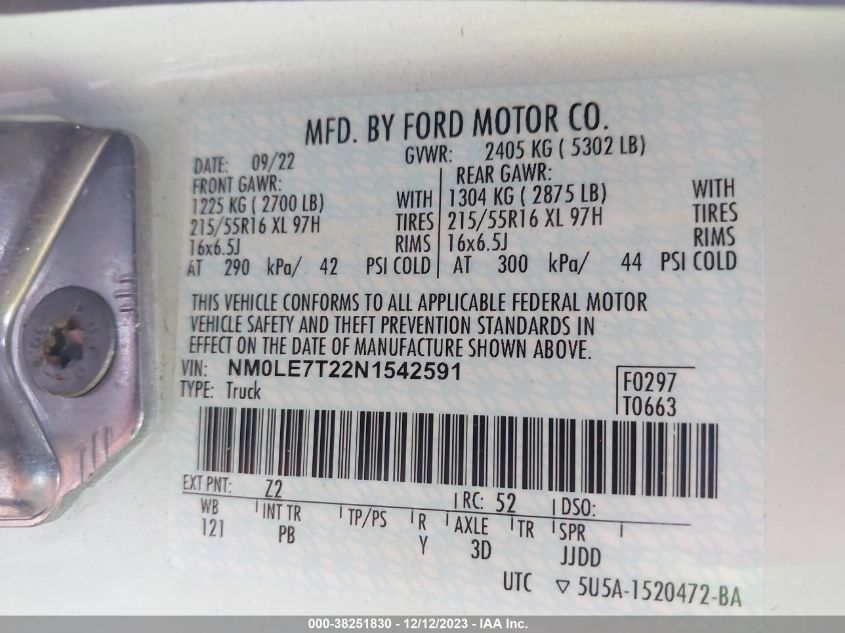 MFD. BY FORD MOTOR CO.
DATE: 09/22 GVWR: 2405 KG ( 5302 LB)
FRONT GAWR: REAR GAWR:
1225 KG ( 2700 LB) WITH 1304 KG ( 2875 LB) WITH
215/55R16 XL 97H TIRES 215/55R16 XL 97H TIRES
16x6.5J RIMS 16x6.5J RIMS
AT 290 kPa/ 42 PSI COLD AT 300 kPa/ 44 PSI COLD
THIS VEHICLE CONFORMS TO ALL APPLICABLE FEDERAL MOTOR
VEHICLE SAFETY AND THEFT PREVENTION STANDARDS IN
EFFECT ON THE DATE OF MANUFACTURE SHOWN ABOVE.
VIN: NM0LE7T22N1542591
TYPE: Truck
F0297
T0663
EXT PNT: Z2 RC: 52 DSO:
WB INT TR TP/PS R AXLE TR SPR
121 PB Y 3D JJDD
UTC ▽ 5U5A-1520472-BA
000-38251830 - 12/12/2023 - IAA Inc.